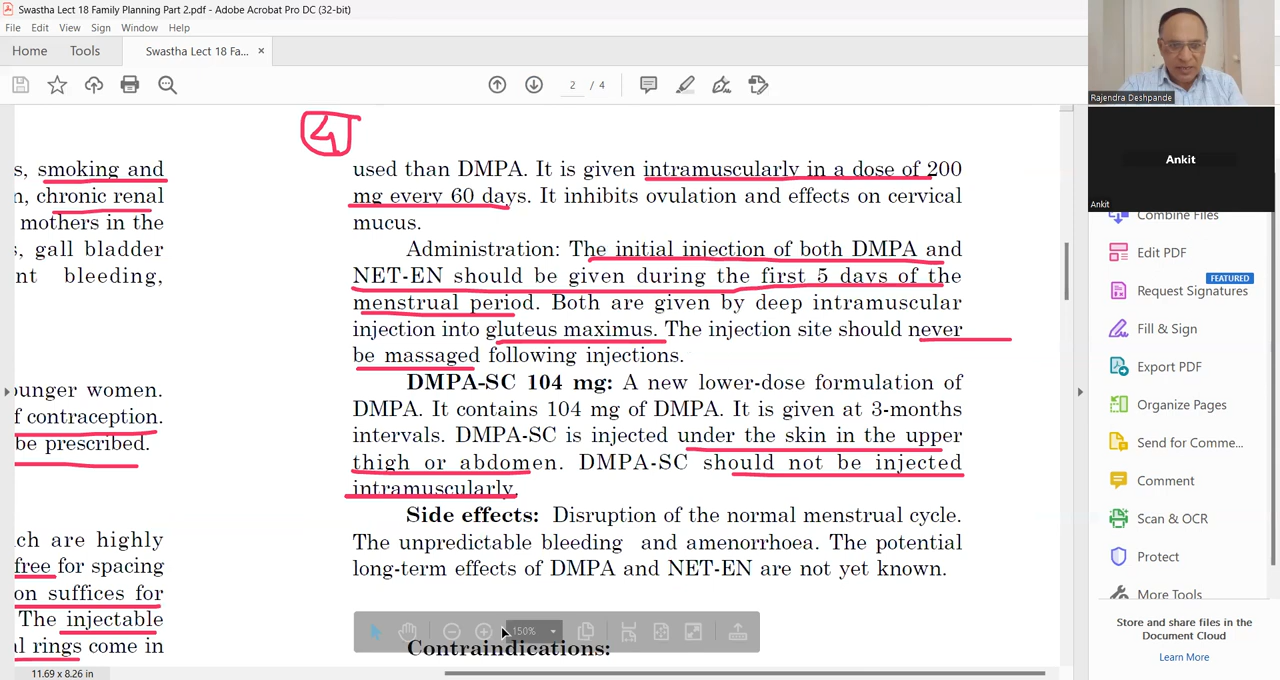 Swastha Lect 18 Family Planning Part 2.pdf - Adobe Acrobat Pro DC (32-bit)
File Edit View Sign Window Help
Home Tools Swastha Lect 18 Fa... ×
2 / 4
4
s, smoking and
n, chronic renal
mothers in the
s, gall bladder
nt bleeding,
ounger women.
f contraception.
be prescribed.
ch are highly
free for spacing
on suffices for
The injectable
al rings come in
used than DMPA. It is given intramuscularly in a dose of 200
mg every 60 days. It inhibits ovulation and effects on cervical
mucus.
Administration: The initial injection of both DMPA and
NET-EN should be given during the first 5 days of the
menstrual period. Both are given by deep intramuscular
injection into gluteus maximus. The injection site should never
be massaged following injections.
DMPA-SC 104 mg: A new lower-dose formulation of
DMPA. It contains 104 mg of DMPA. It is given at 3-months
intervals. DMPA-SC is injected under the skin in the upper
thigh or abdomen. DMPA-SC should not be injected
intramuscularly.
Side effects: Disruption of the normal menstrual cycle.
The unpredictable bleeding and amenorrhoea. The potential
long-term effects of DMPA and NET-EN are not yet known.
150%
Contraindications:
11.69 x 8.26 in
Rajendra Deshpande
Ankit
Ankit
Combine Files
Edit PDF
FEATURED
Request Signatures
Fill & Sign
Export PDF
Organize Pages
Send for Comme...
Comment
Scan & OCR
Protect
More Tools
Store and share files in the
Document Cloud
Learn More